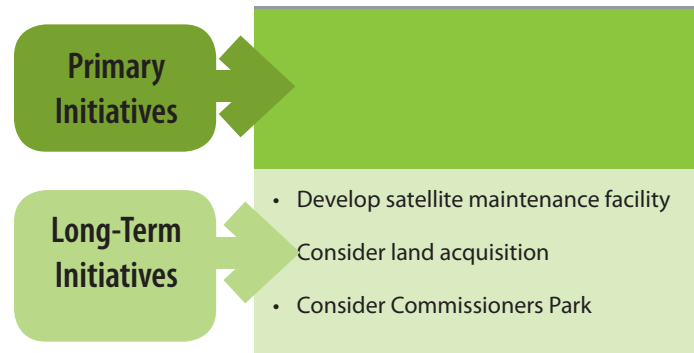 Primary
Initiatives
Long-Term
Initiatives
• Develop satellite maintenance facility
Consider land acquisition
• Consider Commissioners Park